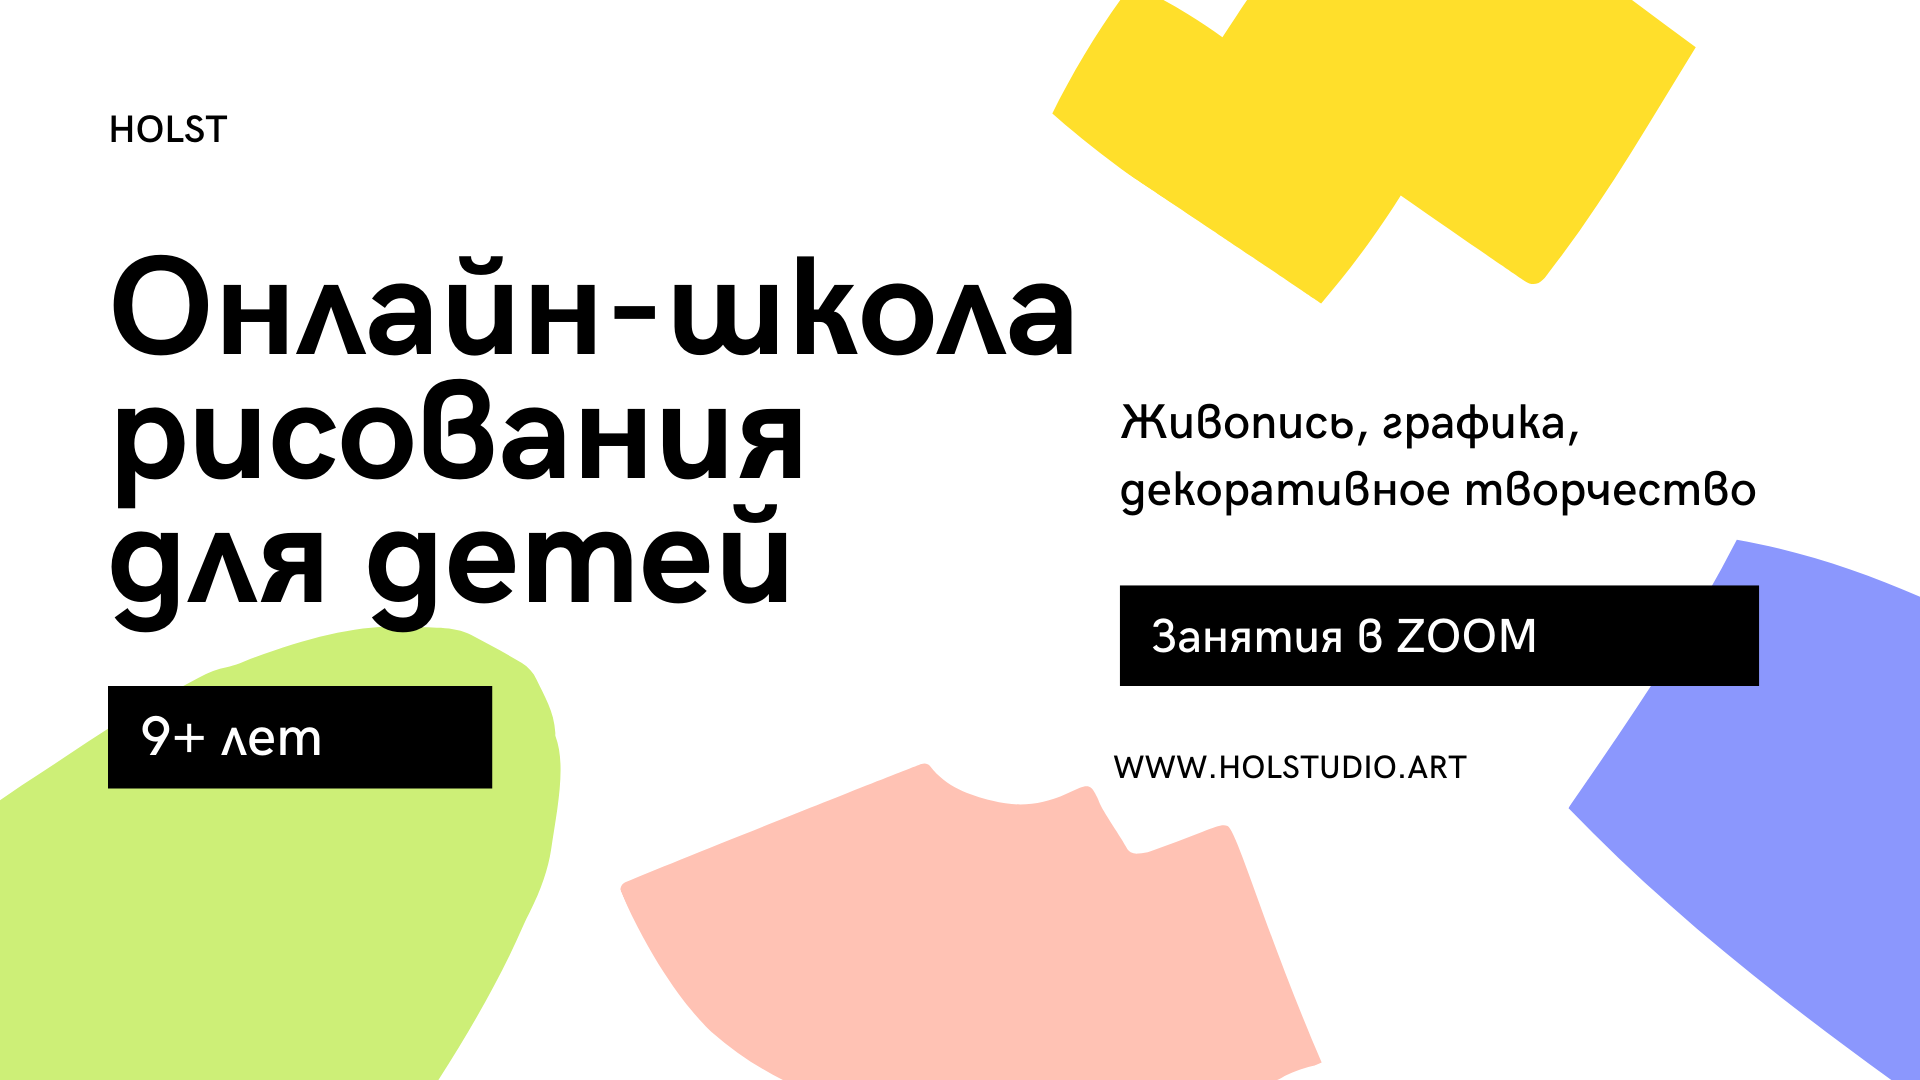 HOLST
Онлайн-школа
рисования
для детей
9+ лет
Живопись, графика,
декоративное творчество
Занятия в ZOOM
WWW.HOLSTUDIO.ART